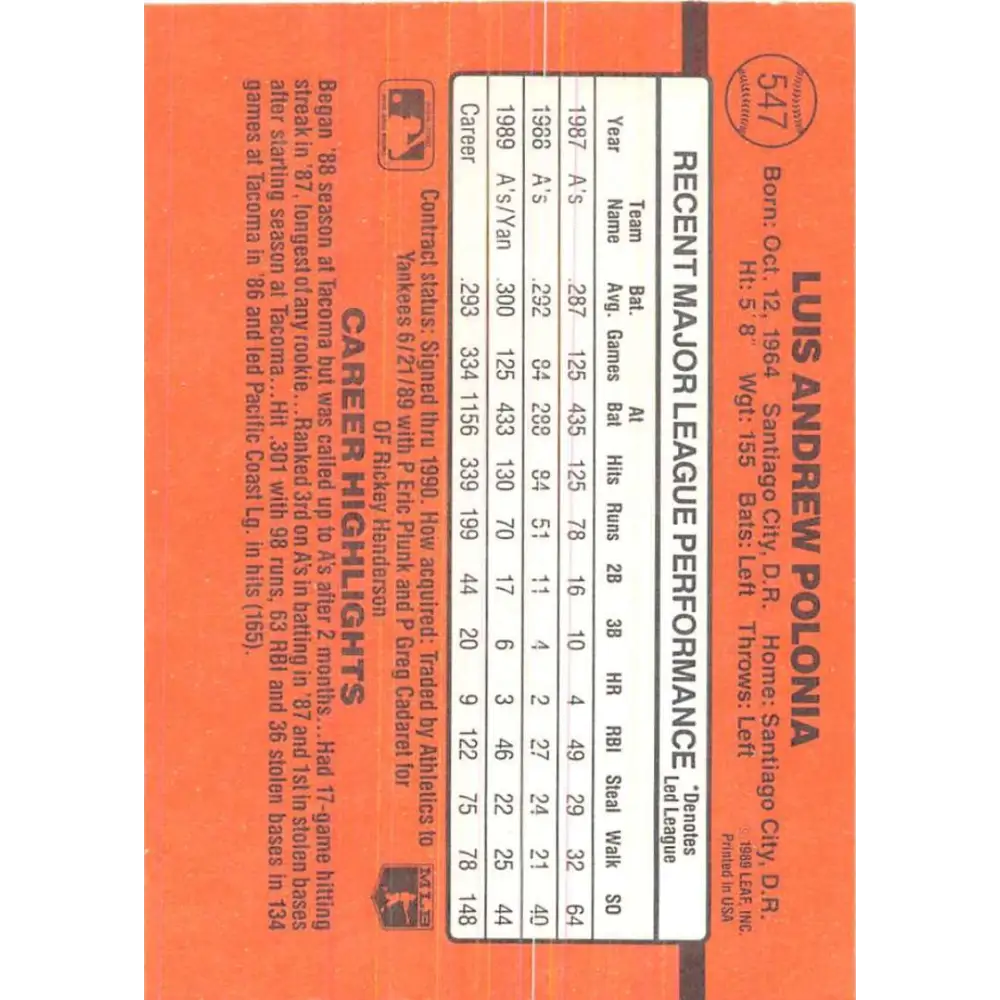 547
LUIS ANDREW POLONIA
Born: Oct. 12, 1964 Santiago City, D.R. Home: Santiago City, D.R.
Ht: 5' 8" Wgt: 155 Bats: Left Throws: Left
© 1989 LEAF, INC.
Printed in USA
RECENT MAJOR LEAGUE PERFORMANCE *Denotes
Led League
Year Team Name Bat. Avg. Games At Bat Hits Runs 2B 3B HR RBI Steal Walk SO
1987 A's .287 125 435 125 78 16 10 4 49 29 32 64
1988 A's .292 84 288 84 51 11 4 2 27 24 21 40
1989 A's/Yan .300 125 433 130 70 17 6 3 46 22 25 44
Career .293 334 1156 339 199 44 20 9 122 75 78 148
Contract status: Signed thru 1990. How acquired: Traded by Athletics to
Yankees 6/21/89 with P Eric Plunk and P Greg Cadaret for
OF Rickey Henderson
MLB
CAREER HIGHLIGHTS
Began '88 season at Tacoma but was called up to A's after 2 months...Had 17-game hitting
streak in '87, longest of any rookie...Ranked 3rd on A's in batting in '87 and 1st in stolen bases
after starting season at Tacoma...Hit .301 with 98 runs, 63 RBI and 36 stolen bases in 134
games at Tacoma in '86 and led Pacific Coast Lg. in hits (165).